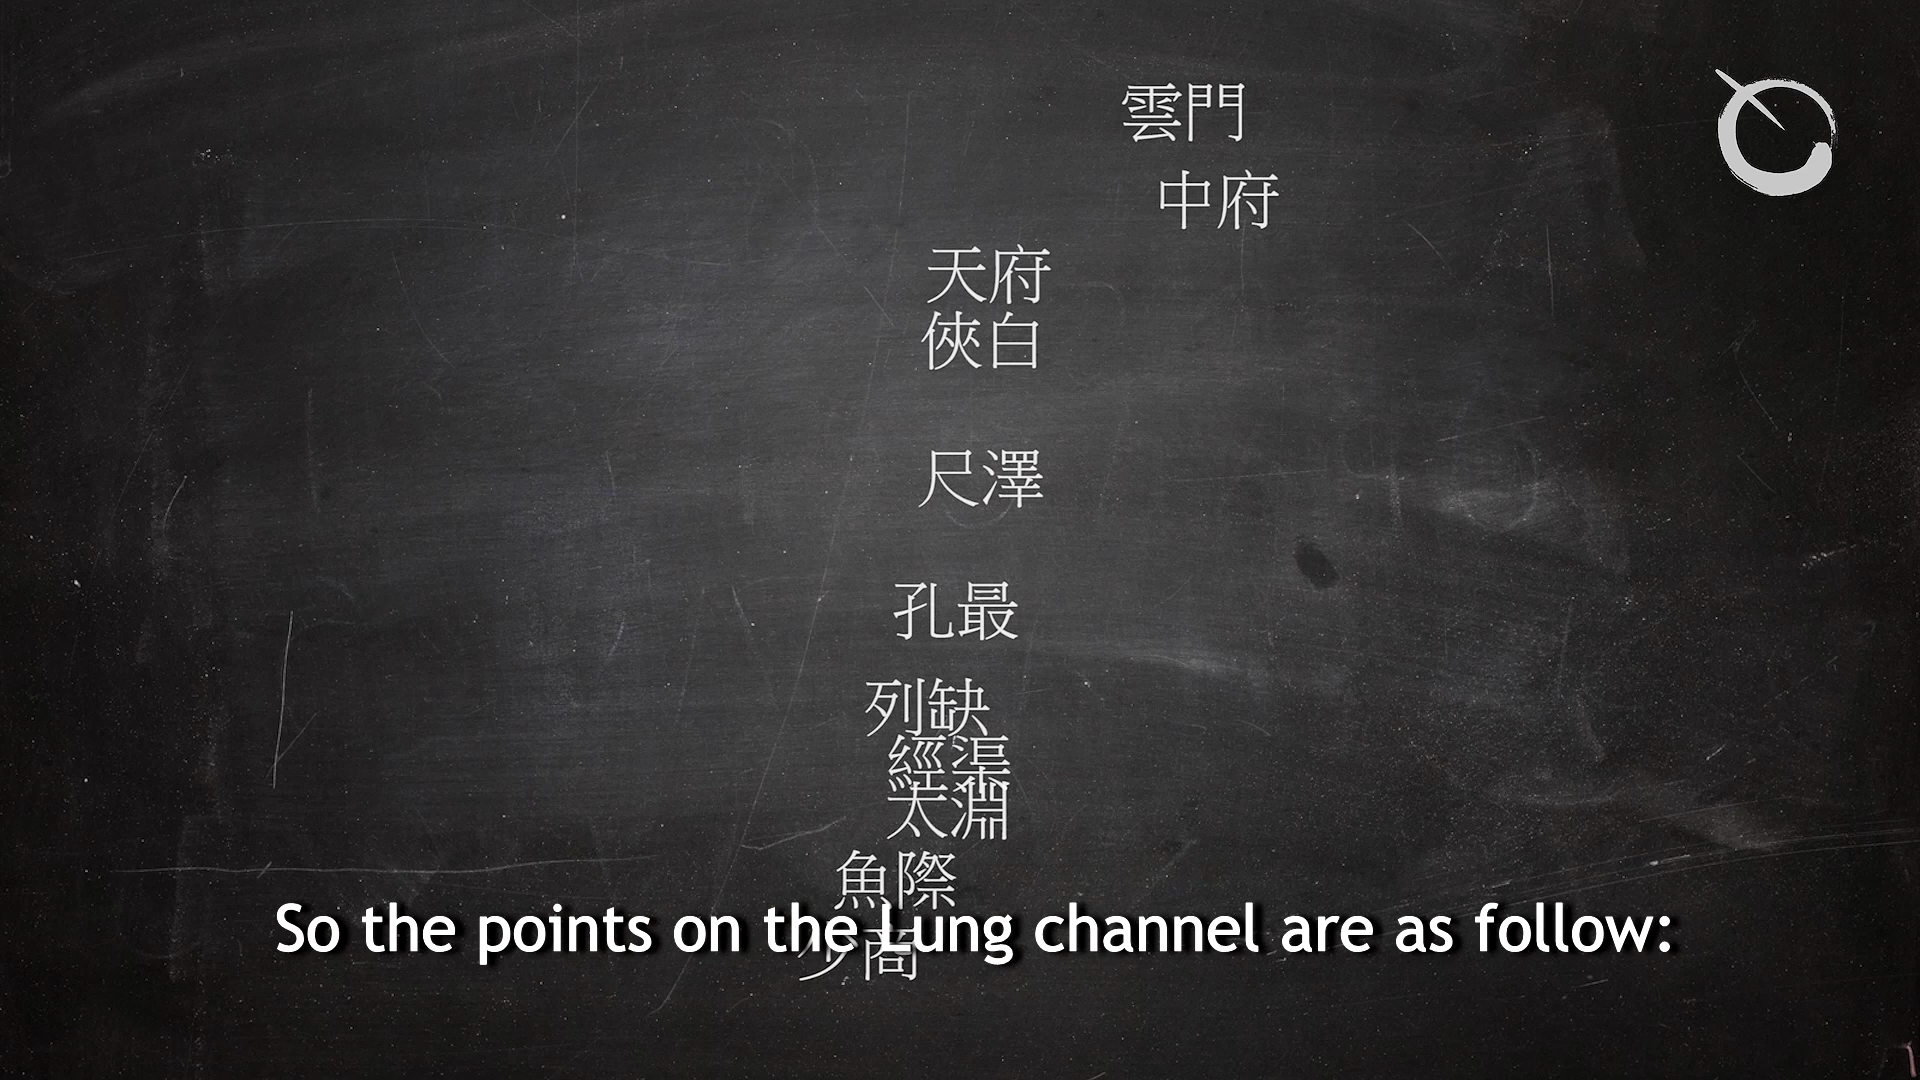 雲門
中府
天府
俠白
尺澤
孔最
列缺
經渠
太淵
魚際
少商
So the points on the Lung channel are as follow: